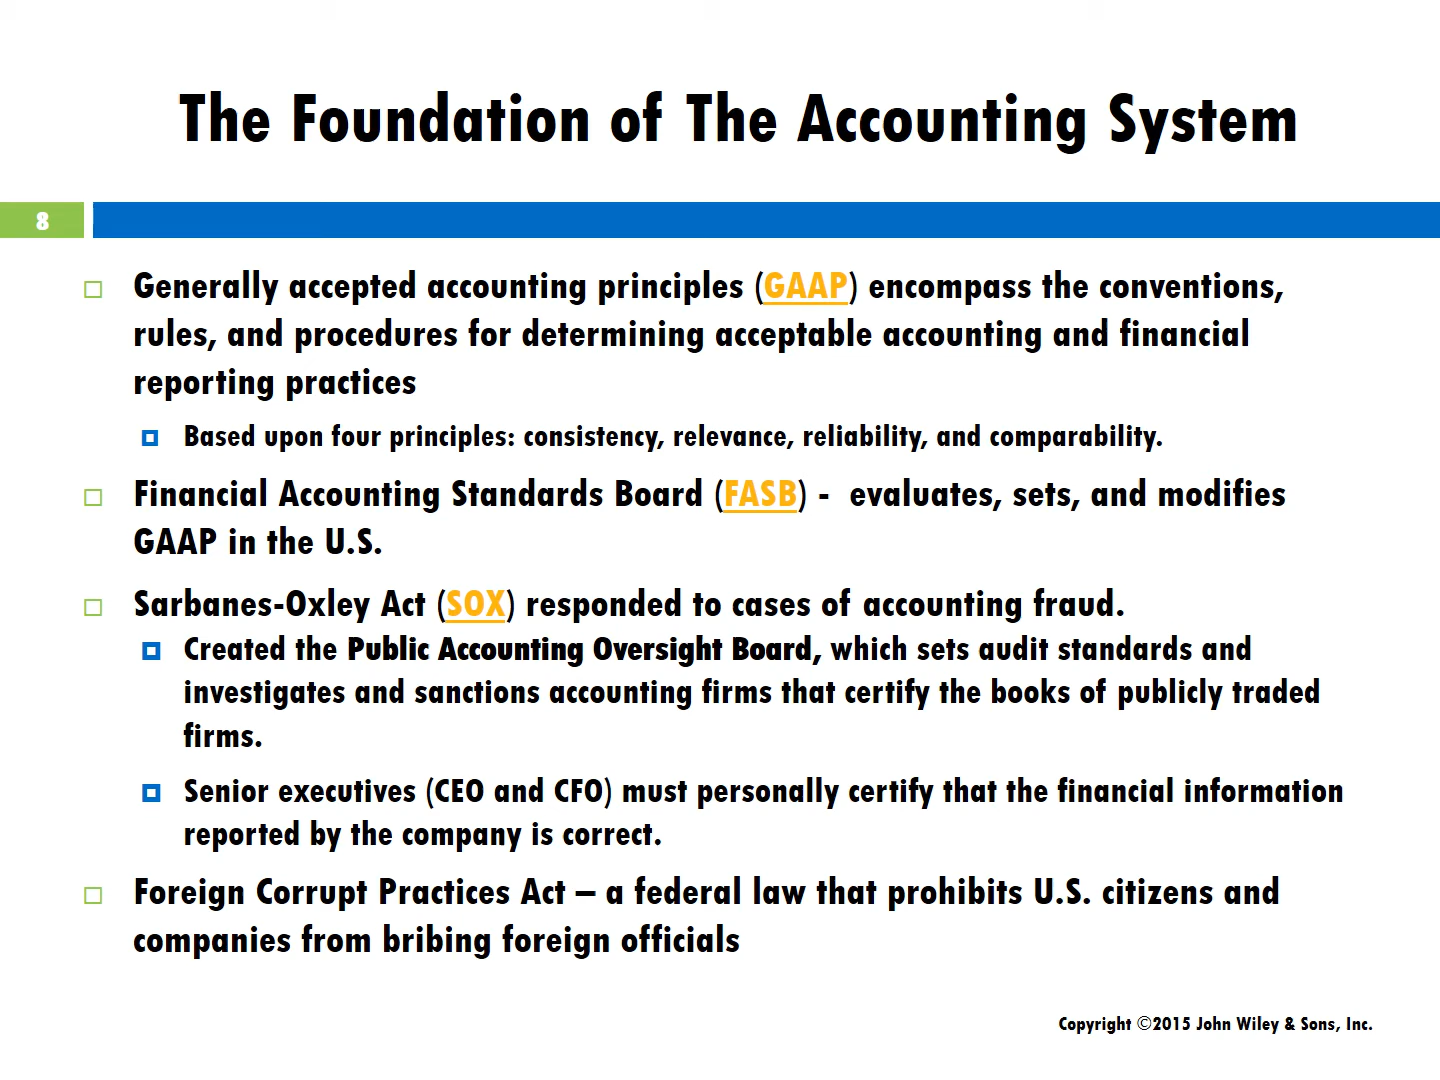 The Foundation of The Accounting System
8
Generally accepted accounting principles (GAAP) encompass the conventions,
rules, and procedures for determining acceptable accounting and financial
reporting practices
Based upon four principles: consistency, relevance, reliability, and comparability.
Financial Accounting Standards Board (FASB) - evaluates, sets, and modifies
GAAP in the U.S.
Sarbanes-Oxley Act (SOX) responded to cases of accounting fraud.
Created the Public Accounting Oversight Board, which sets audit standards and
investigates and sanctions accounting firms that certify the books of publicly traded
firms.
Senior executives (CEO and CFO) must personally certify that the financial information
reported by the company is correct.
Foreign Corrupt Practices Act – a federal law that prohibits U.S. citizens and
companies from bribing foreign officials
Copyright ©2015 John Wiley & Sons, Inc.